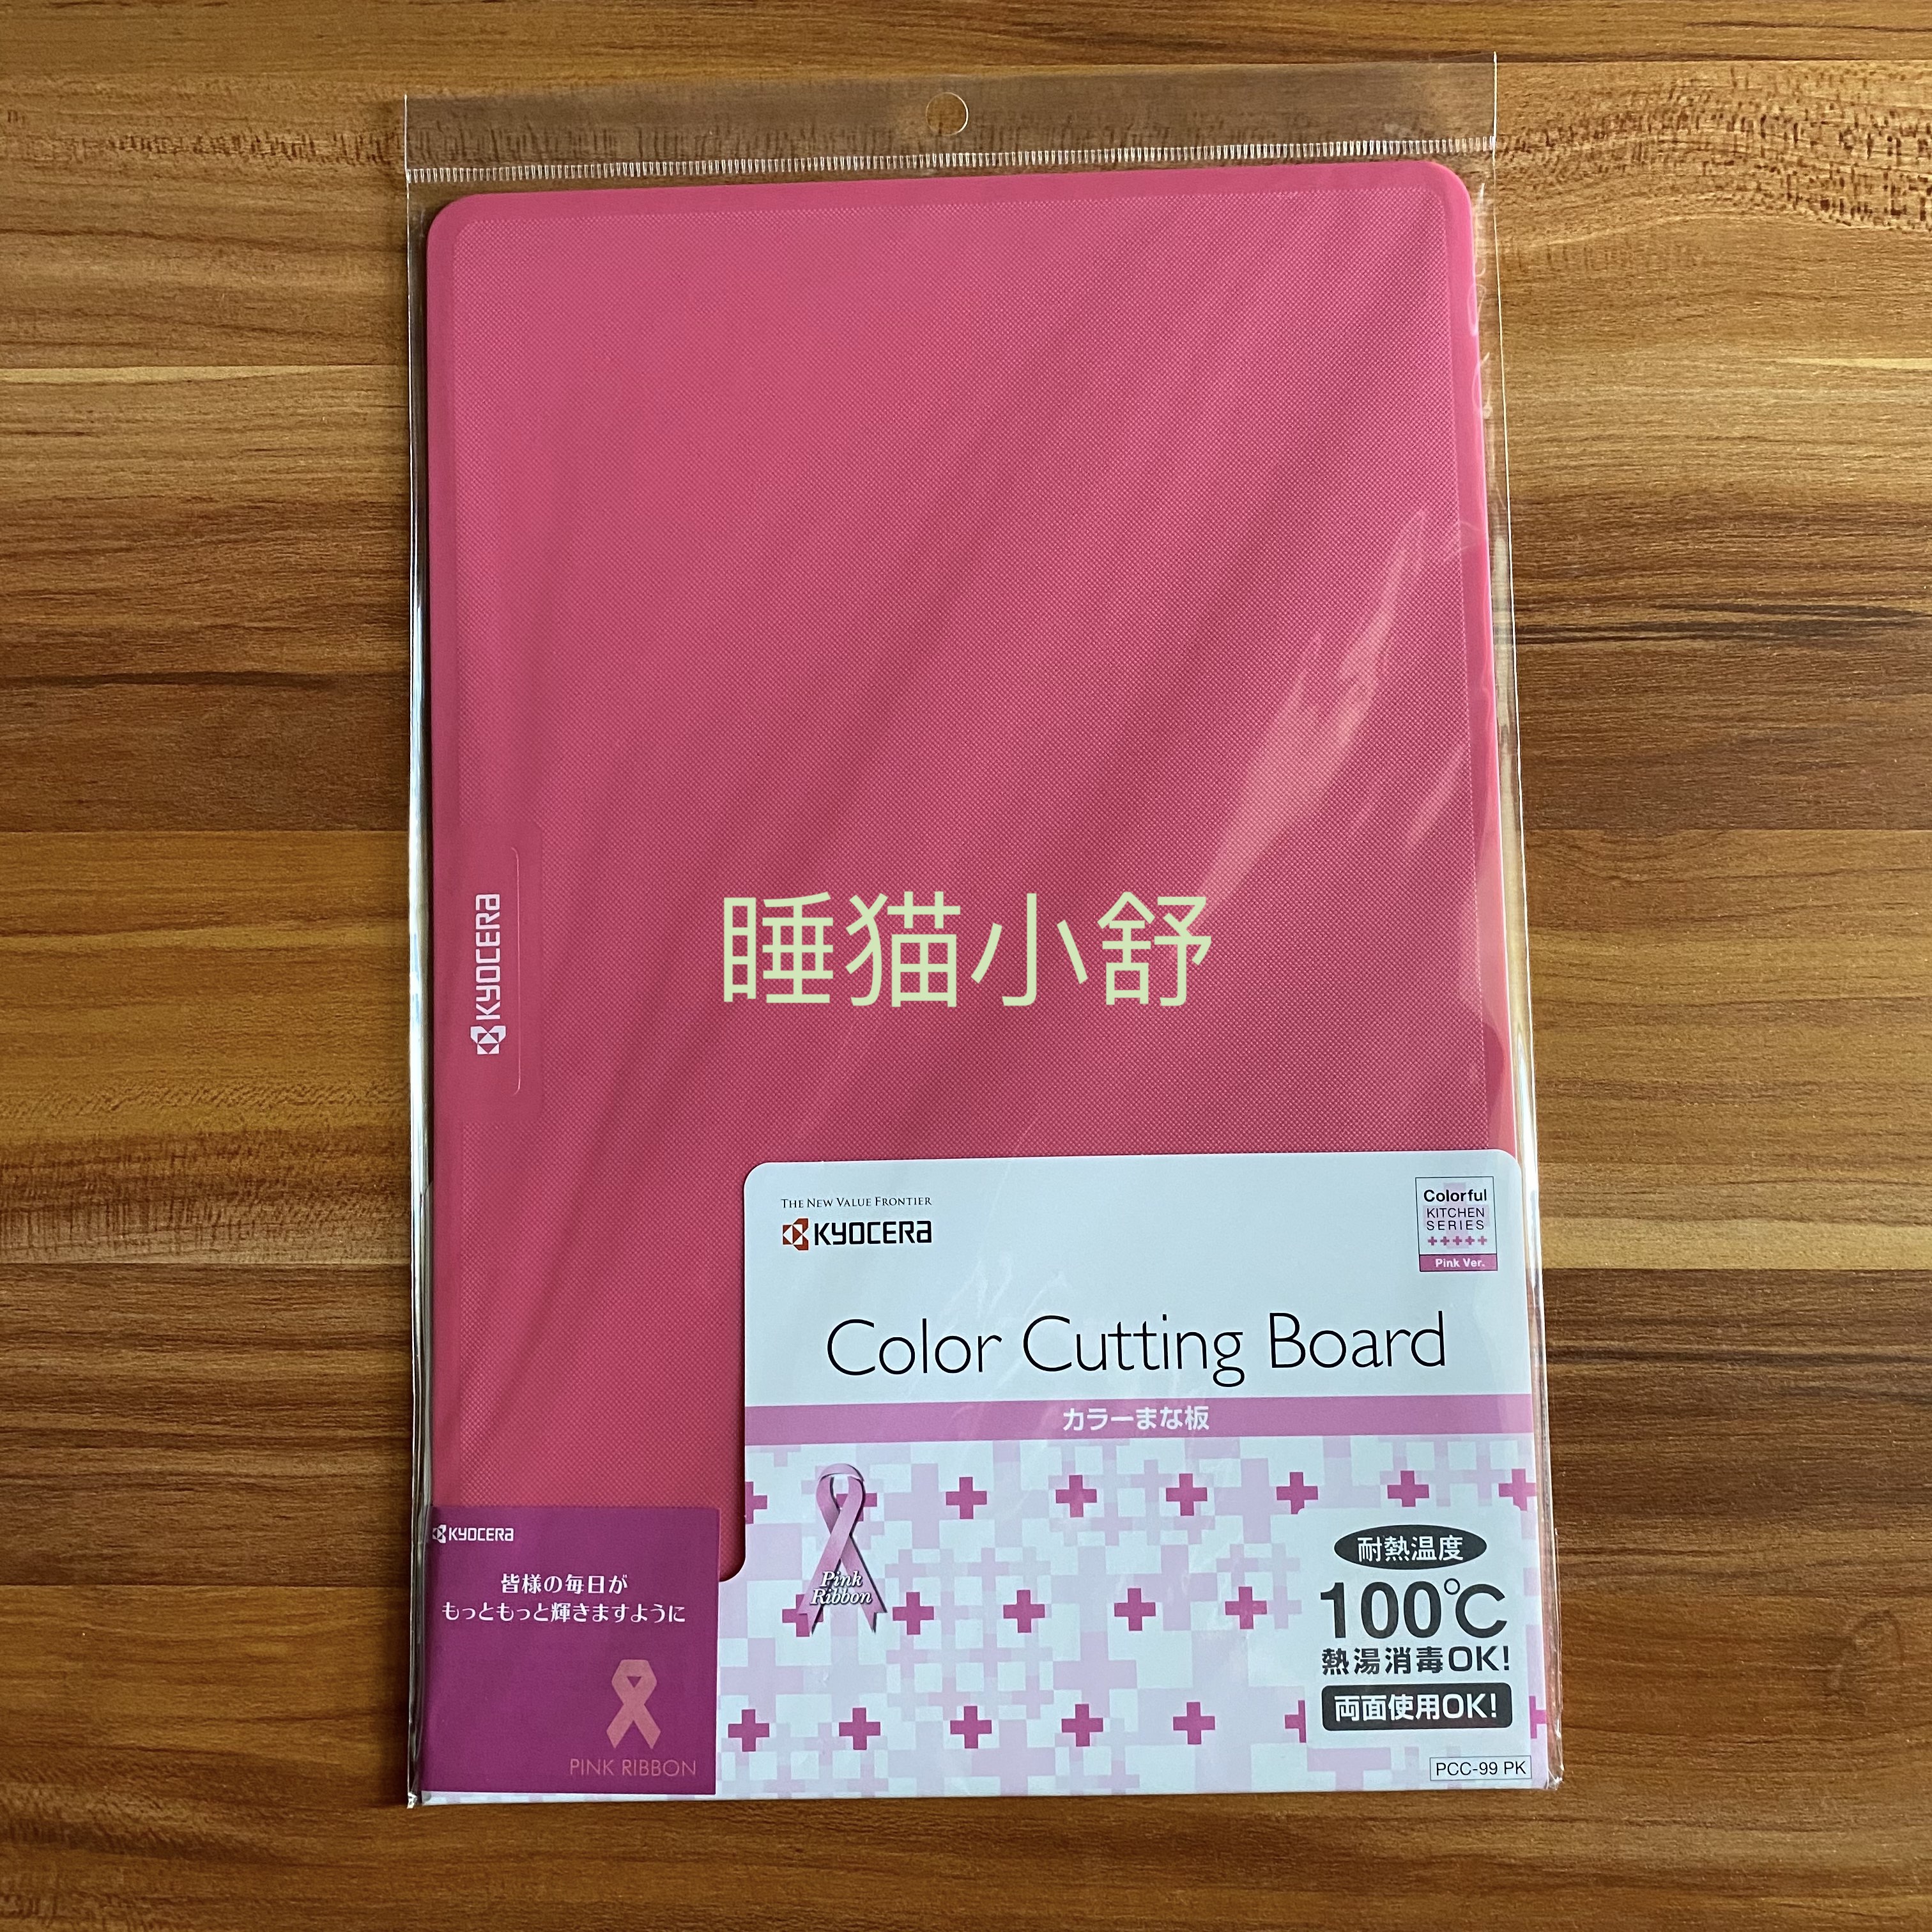 KYOCERA
睡猫小舒
THE NEW VALUE FRONTIER
KYOCERA
Colorful
KITCHEN
SERIES
Pink Ver.
Color Cutting Board
カラーまな板
Pink
Ribbon
耐熱温度
100℃
熱湯消毒OK!
両面使用OK!
PCC-99 PK
KYOCERA
皆様の毎日が
もっともっと輝きますように
PINK RIBBON